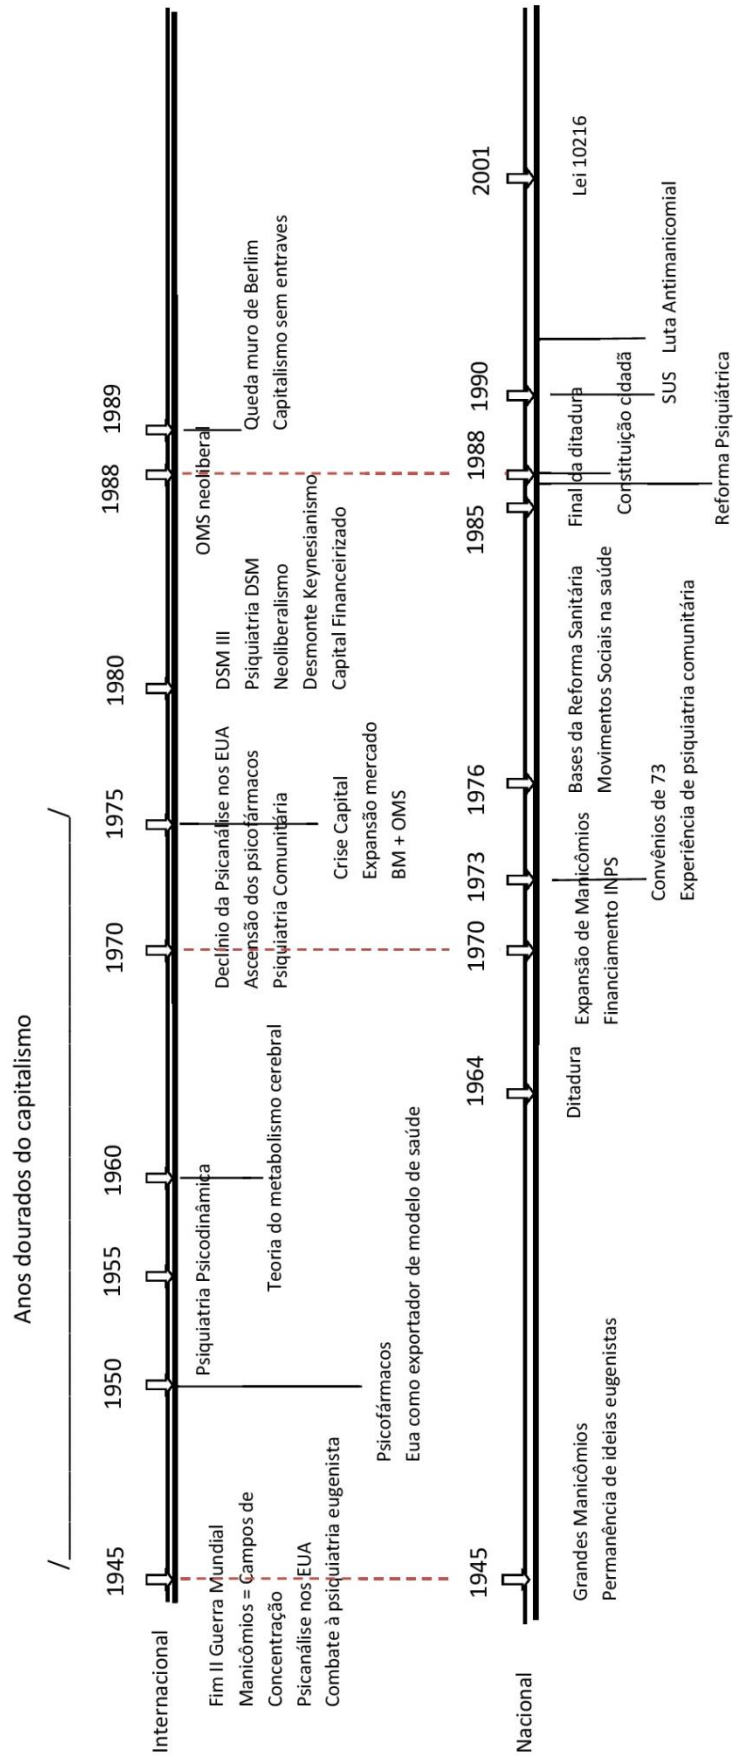 Anos dourados do capitalismo
Internacional
1945
1950
1955
1960
1970
1975
1980
1988
1989
Fim II Guerra Mundial
Manicômios = Campos de
Concentração
Psicanálise nos EUA
Combate à psiquiatria eugenista
Psiquiatria Psicodinâmica
Psicofármacos
Eua como exportador de modelo de saúde
Teoria do metabolismo cerebral
Declínio da Psicanálise nos EUA
Ascensão dos psicofármacos
Psiquiatria Comunitária
Crise Capital
Expansão mercado
BM + OMS
DSM III
Psiquiatria DSM
Neoliberalismo
Desmonte Keynesianismo
Capital Financeirizado
OMS neoliberal
Queda muro de Berlim
Capitalismo sem entraves
Nacional
1945
1964
1970
1973
1976
1985
1988
1990
2001
Grandes Manicômios
Permanência de ideias eugenistas
Ditadura
Expansão de Manicômios
Financiamento INPS
Convênios de 73
Experiência de psiquiatria comunitária
Bases da Reforma Sanitária
Movimentos Sociais na saúde
Final da ditadura
Constituição cidadã
Reforma Psiquiátrica
SUS
Luta Antimanicomial
Lei 10216